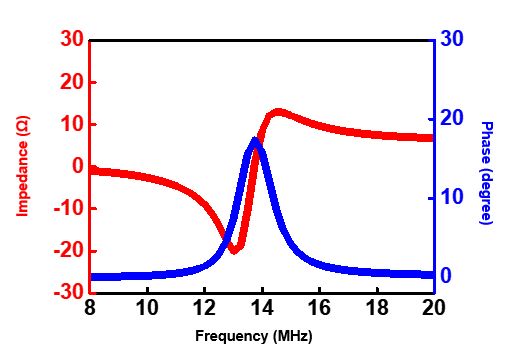 30
20
10
0
-10
-20
-30
Impedance (Ω)
30
20
10
0
Phase (degree)
8 10 12 14 16 18 20
Frequency (MHz)